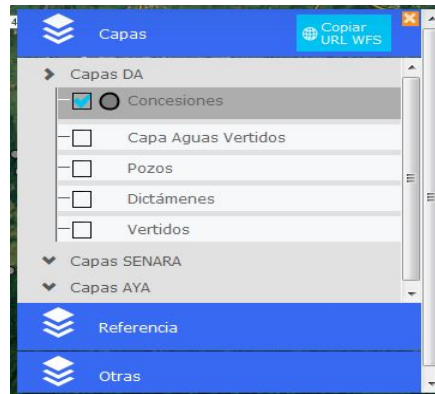 4
Capas
Copiar
URL WFS
Capas DA
Concesiones
Capa Aguas Vertidos
Pozos
Dictámenes
Vertidos
Capas SENARA
Capas AYA
Referencia
Otras